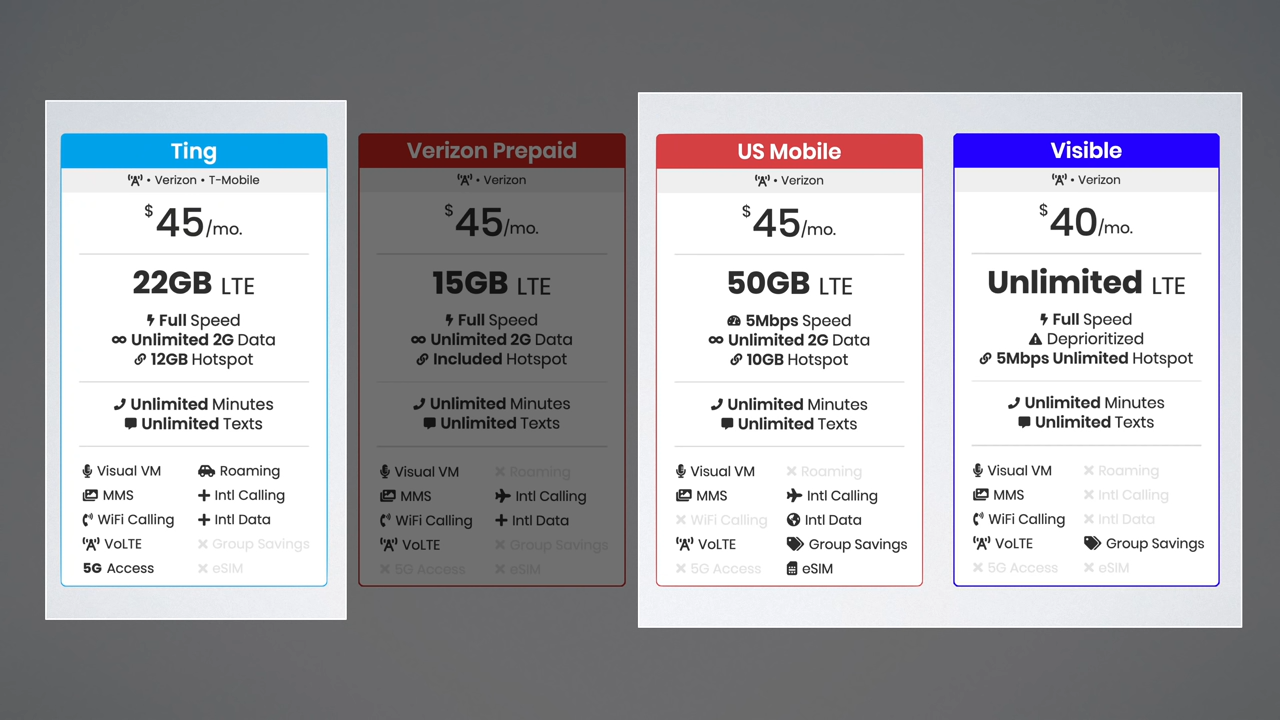 Ting
• Verizon • T-Mobile
$45/mo.
22GB LTE
Full Speed
Unlimited 2G Data
12GB Hotspot
Unlimited Minutes
Unlimited Texts
Visual VM
Roaming
MMS
Intl Calling
WiFi Calling
Intl Data
VoLTE
Group Savings
5G Access
eSIM
Verizon Prepaid
• Verizon
$45/mo.
15GB LTE
Full Speed
Unlimited 2G Data
Included Hotspot
Unlimited Minutes
Unlimited Texts
Visual VM
Roaming
MMS
Intl Calling
WiFi Calling
Intl Data
VoLTE
Group Savings
5G Access
eSIM
US Mobile
• Verizon
$45/mo.
50GB LTE
5Mbps Speed
Unlimited 2G Data
10GB Hotspot
Unlimited Minutes
Unlimited Texts
Visual VM
Roaming
MMS
Intl Calling
WiFi Calling
Intl Data
VoLTE
Group Savings
5G Access
eSIM
Visible
• Verizon
$40/mo.
Unlimited LTE
Full Speed
Deprioritized
5Mbps Unlimited Hotspot
Unlimited Minutes
Unlimited Texts
Visual VM
Roaming
MMS
Intl Calling
WiFi Calling
Intl Data
VoLTE
Group Savings
5G Access
eSIM